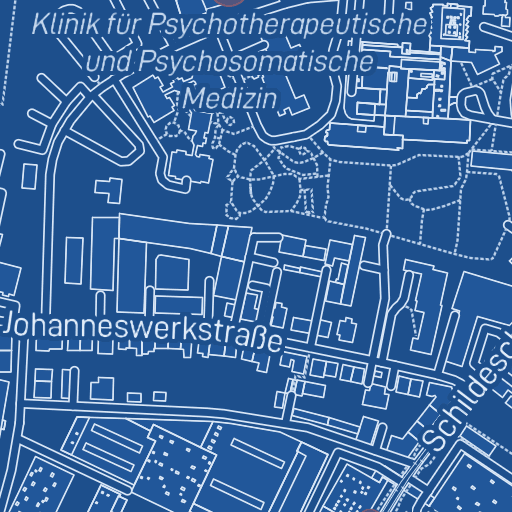 Klinik für Psychotherapeutische
und Psychosomatische
Medizin
Johanneswerkstraße